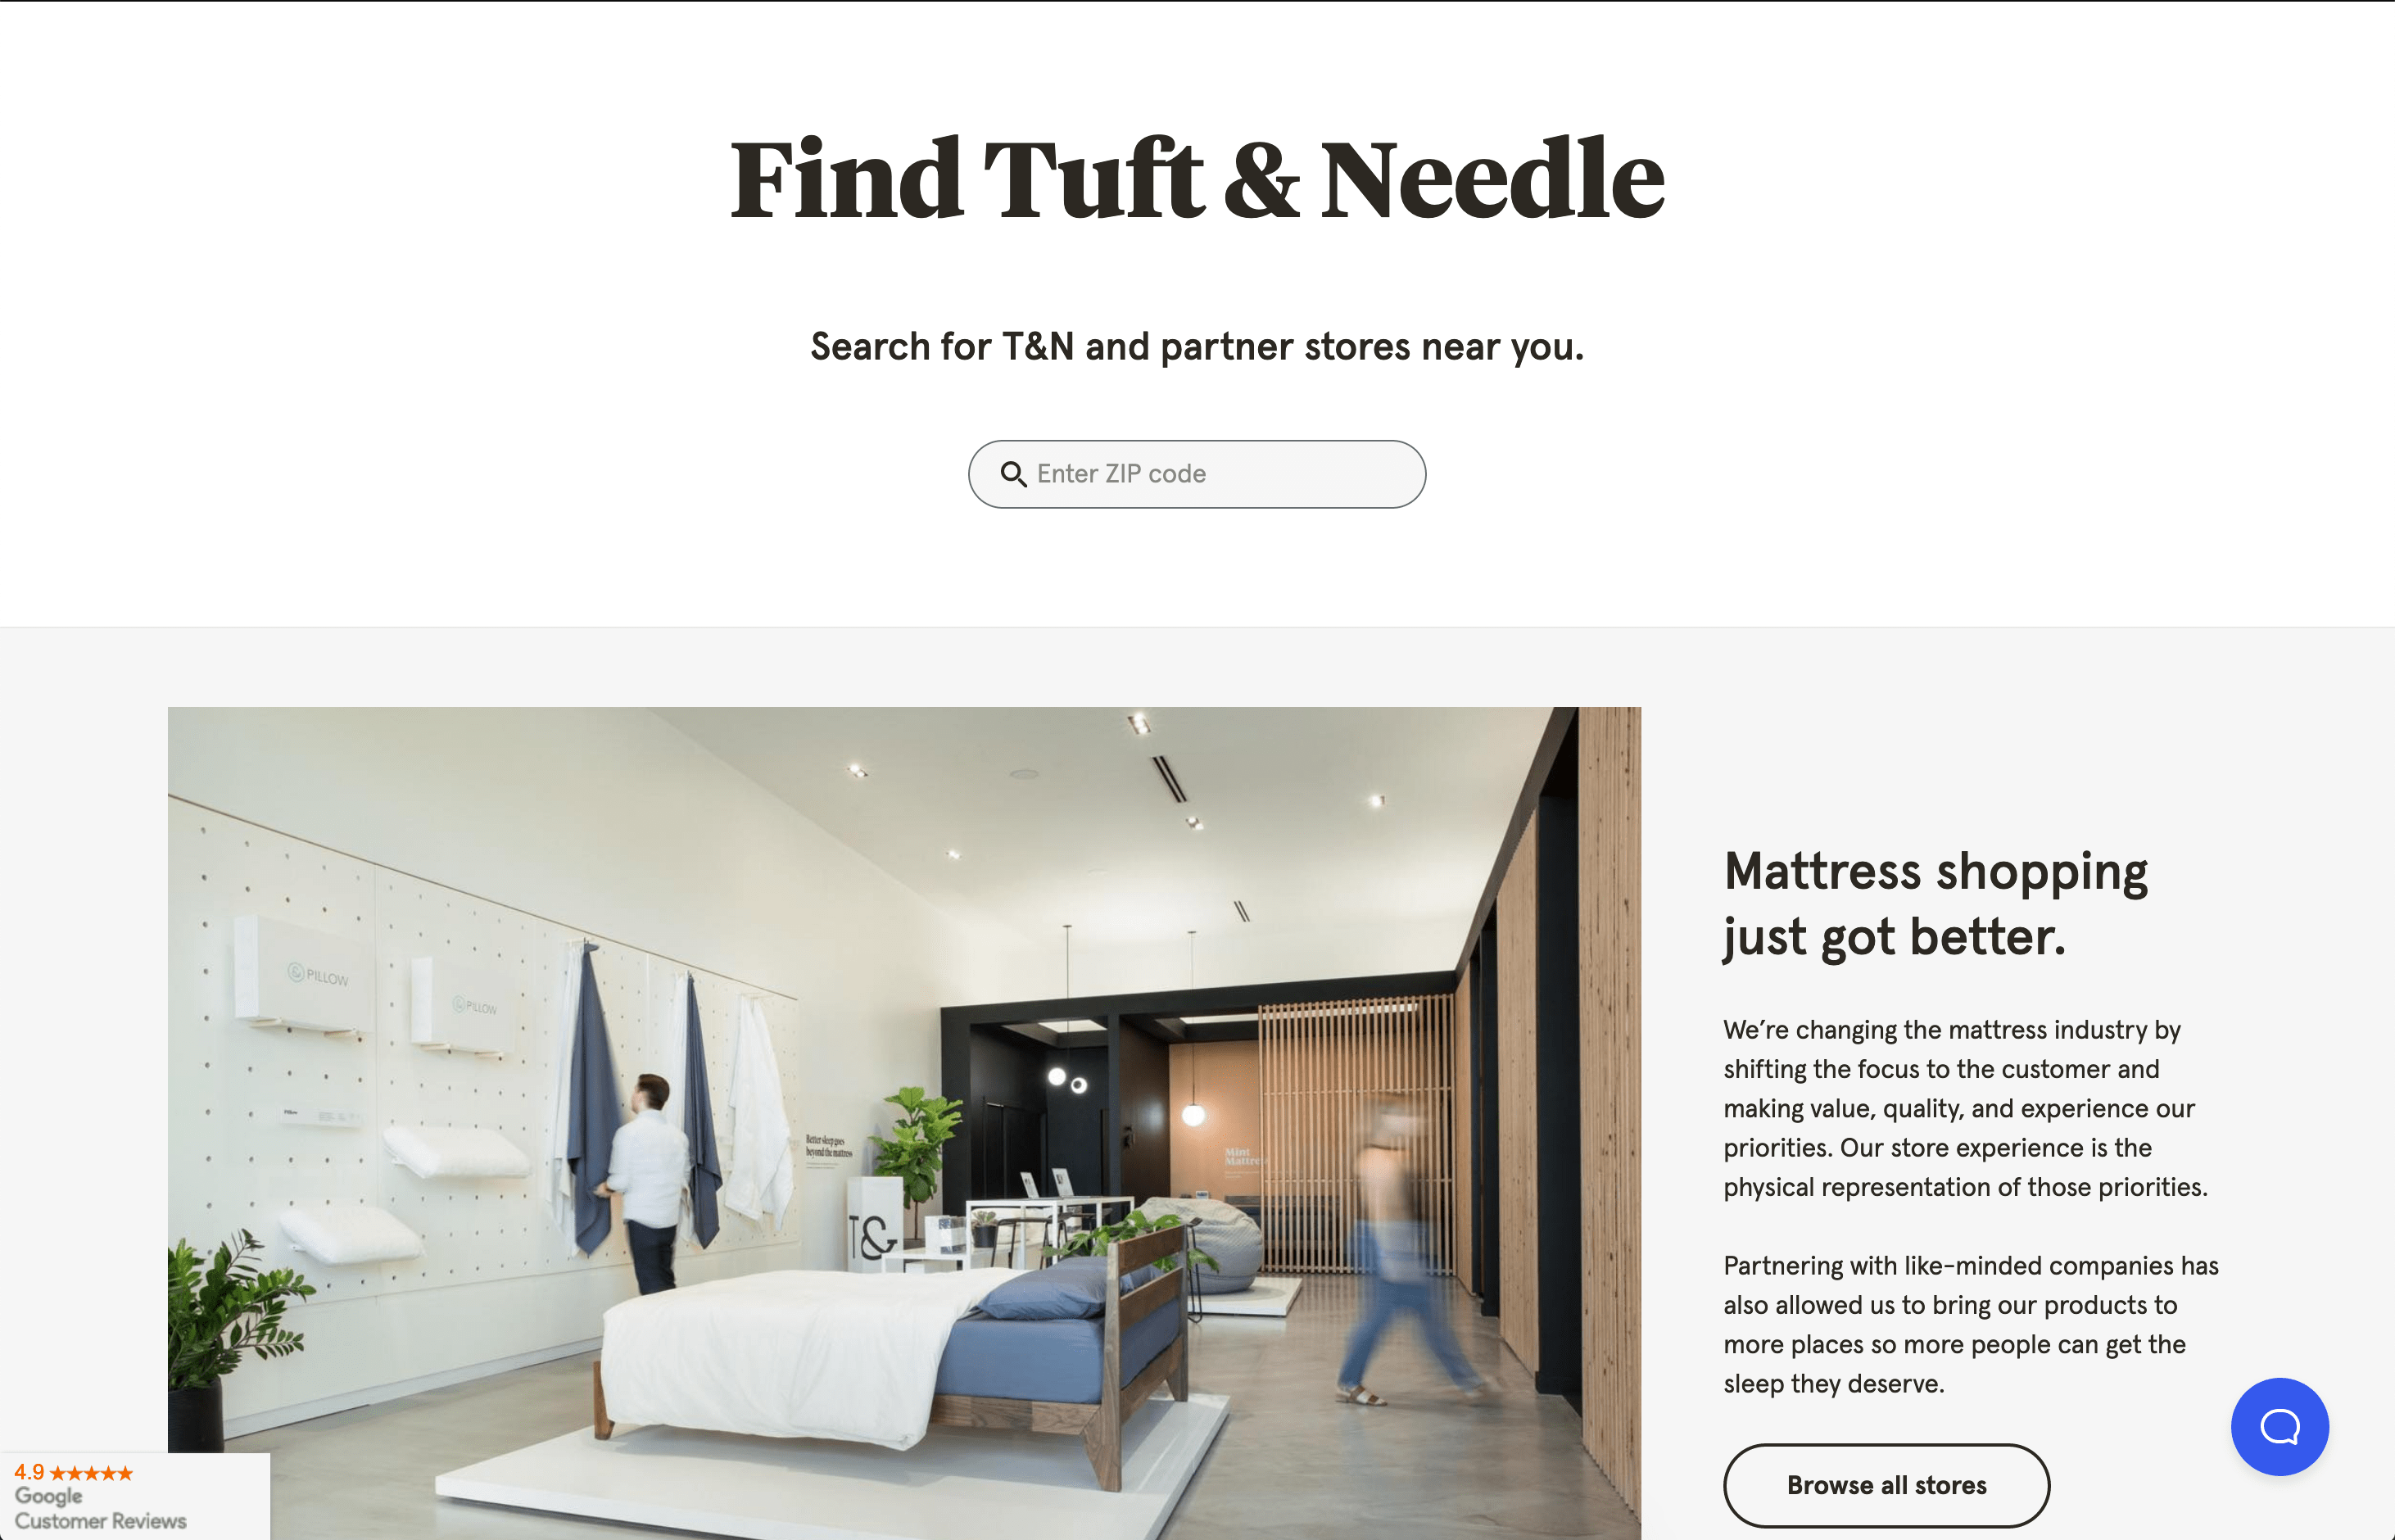 Find Tuft & Needle
Search for T&N and partner stores near you.
Enter ZIP code
PILLOW
PILLOW
Pillow
Better sleep goes
beyond the mattress
T&
Mint
Mattress
Mattress shopping
just got better.
We’re changing the mattress industry by
shifting the focus to the customer and
making value, quality, and experience our
priorities. Our store experience is the
physical representation of those priorities.
Partnering with like-minded companies has
also allowed us to bring our products to
more places so more people can get the
sleep they deserve.
Browse all stores
4.9 ★★★★★
Google
Customer Reviews